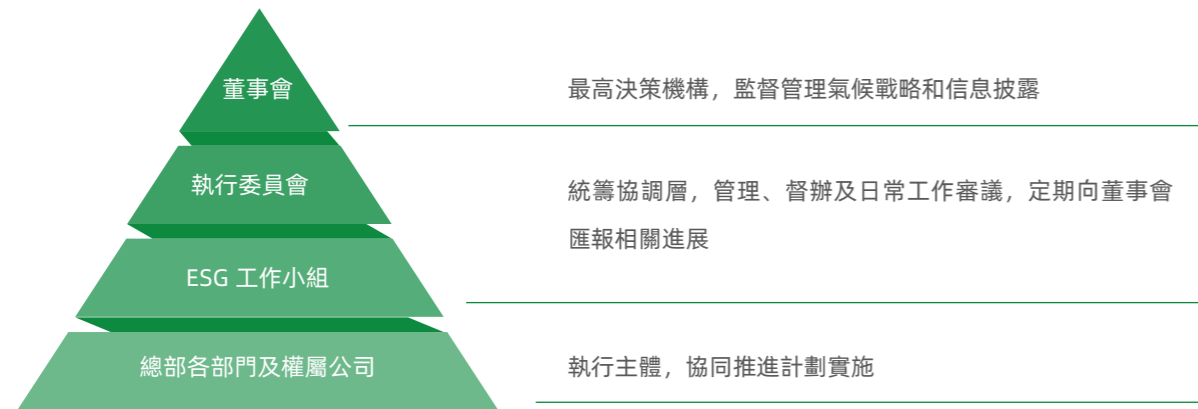 董事會
最高決策機構，監督管理氣候戰略和信息披露
執行委員會
統籌協調層，管理、督辦及日常工作審議，定期向董事會
匯報相關進展
ESG 工作小組
總部各部門及權屬公司
執行主體，協同推進計劃實施